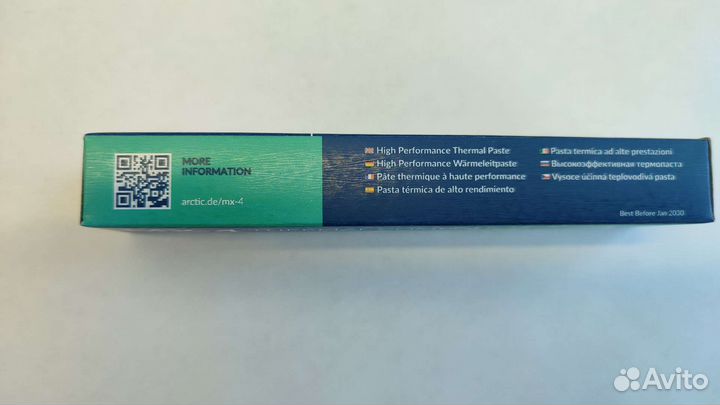 MORE
INFORMATION
arctic.de/mx-4
High Performance Thermal Paste
High Performance Wärmeleitpaste
Pâte thermique à haute performance
Pasta térmica de alto rendimiento
Pasta termica ad alte prestazioni
Высокоэффективная термопаста
Vysoce účinná teplovodivá pasta
Best Before Jan 2030
Avito